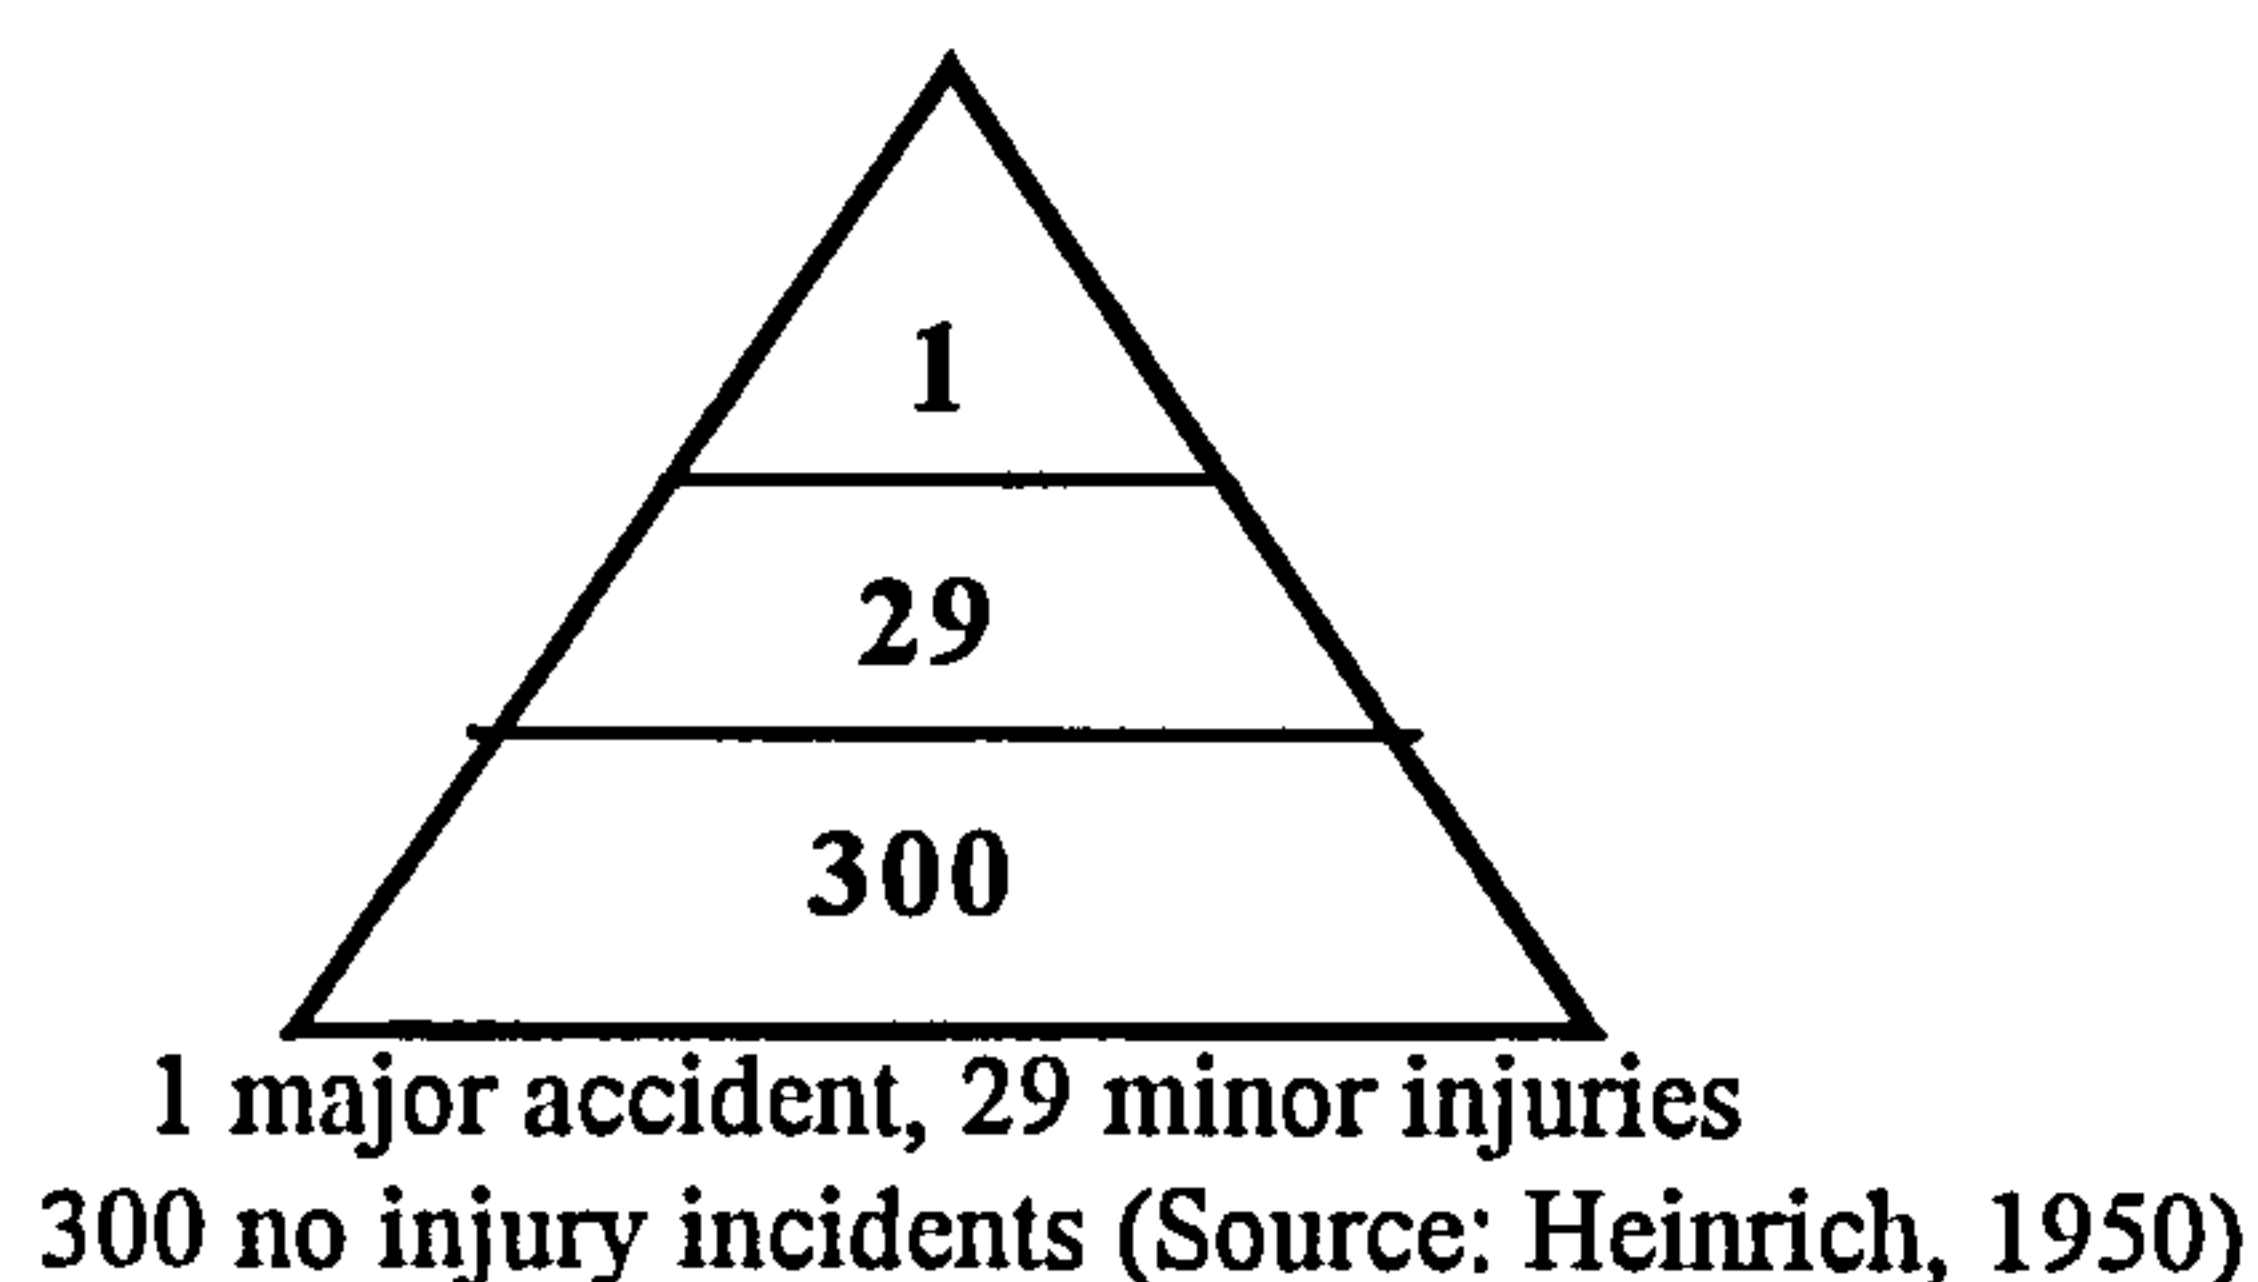 1
29
300
1 major accident, 29 minor injuries
300 no injury incidents (Source: Heinrich, 1950)